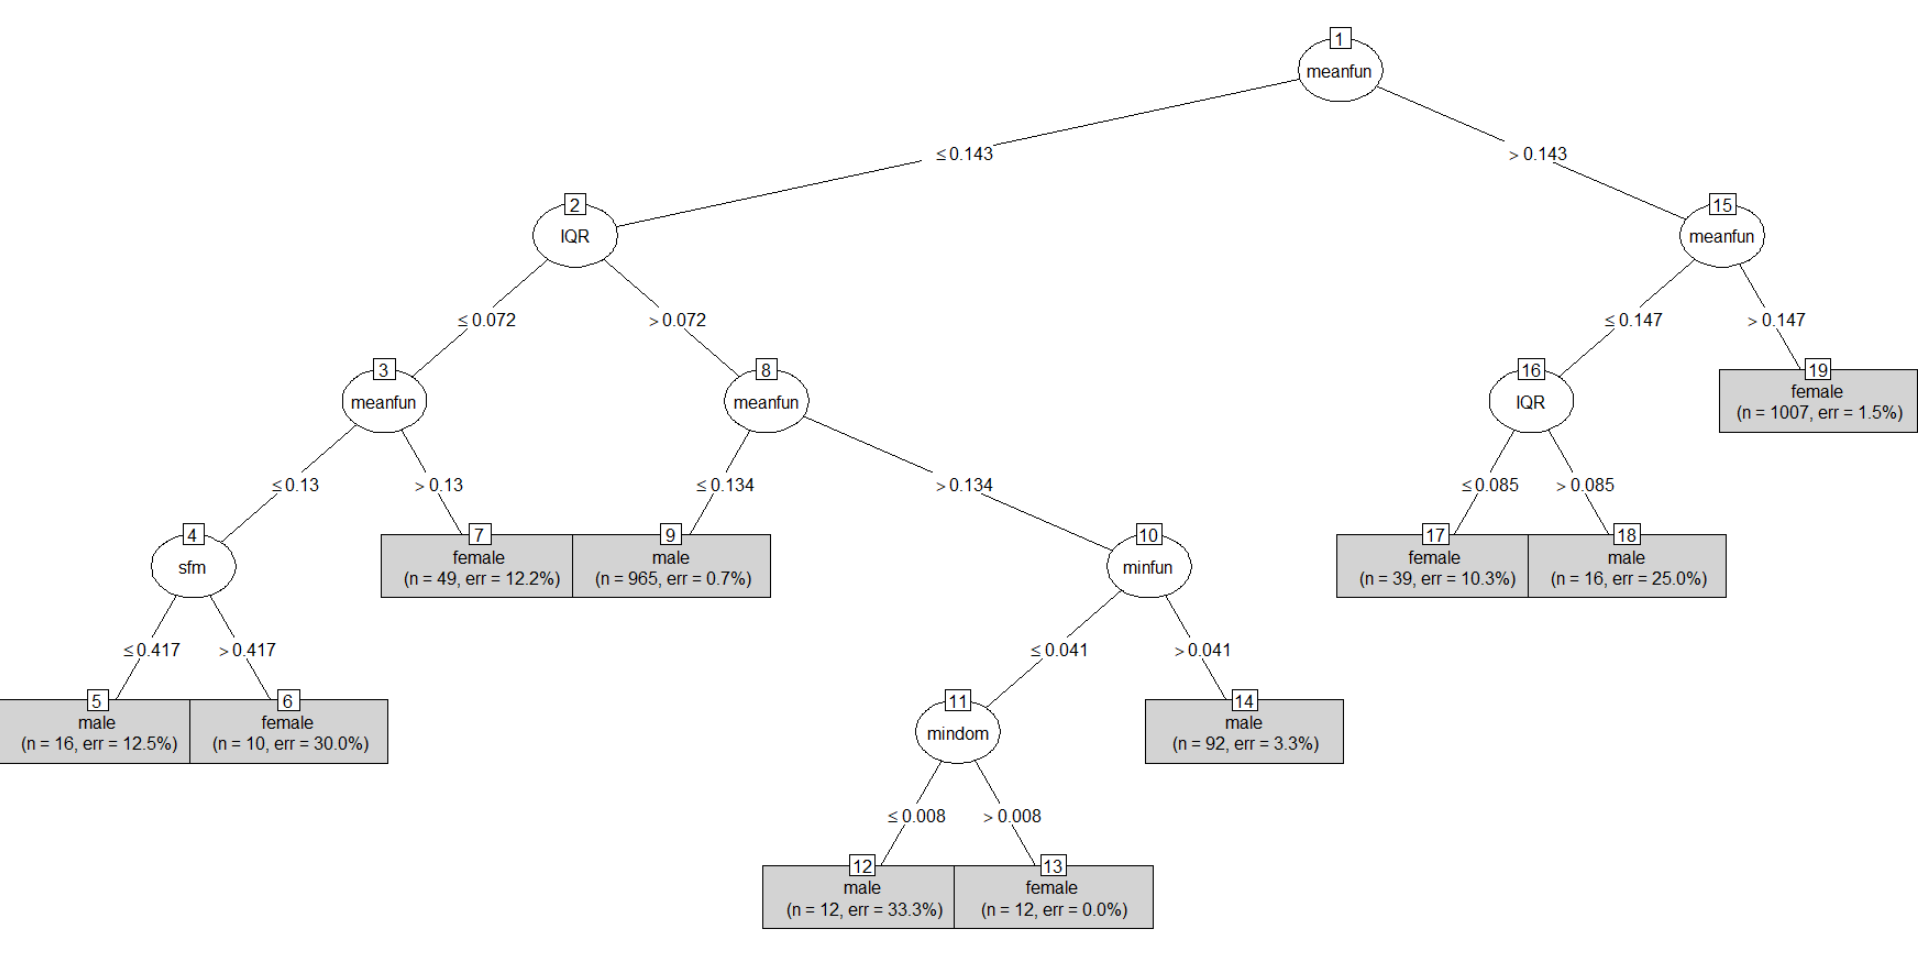 1
meanfun
≤ 0.143
> 0.143
2
IQR
15
meanfun
≤ 0.072
> 0.072
≤ 0.147
> 0.147
3
meanfun
8
meanfun
16
IQR
19
female
(n = 1007, err = 1.5%)
≤ 0.13
> 0.13
≤ 0.134
> 0.134
≤ 0.085
> 0.085
4
sfm
7
female
(n = 49, err = 12.2%)
9
male
(n = 965, err = 0.7%)
10
minfun
17
female
(n = 39, err = 10.3%)
18
male
(n = 16, err = 25.0%)
≤ 0.417
> 0.417
≤ 0.041
> 0.041
5
male
(n = 16, err = 12.5%)
6
female
(n = 10, err = 30.0%)
11
mindom
14
male
(n = 92, err = 3.3%)
≤ 0.008
> 0.008
12
male
(n = 12, err = 33.3%)
13
female
(n = 12, err = 0.0%)